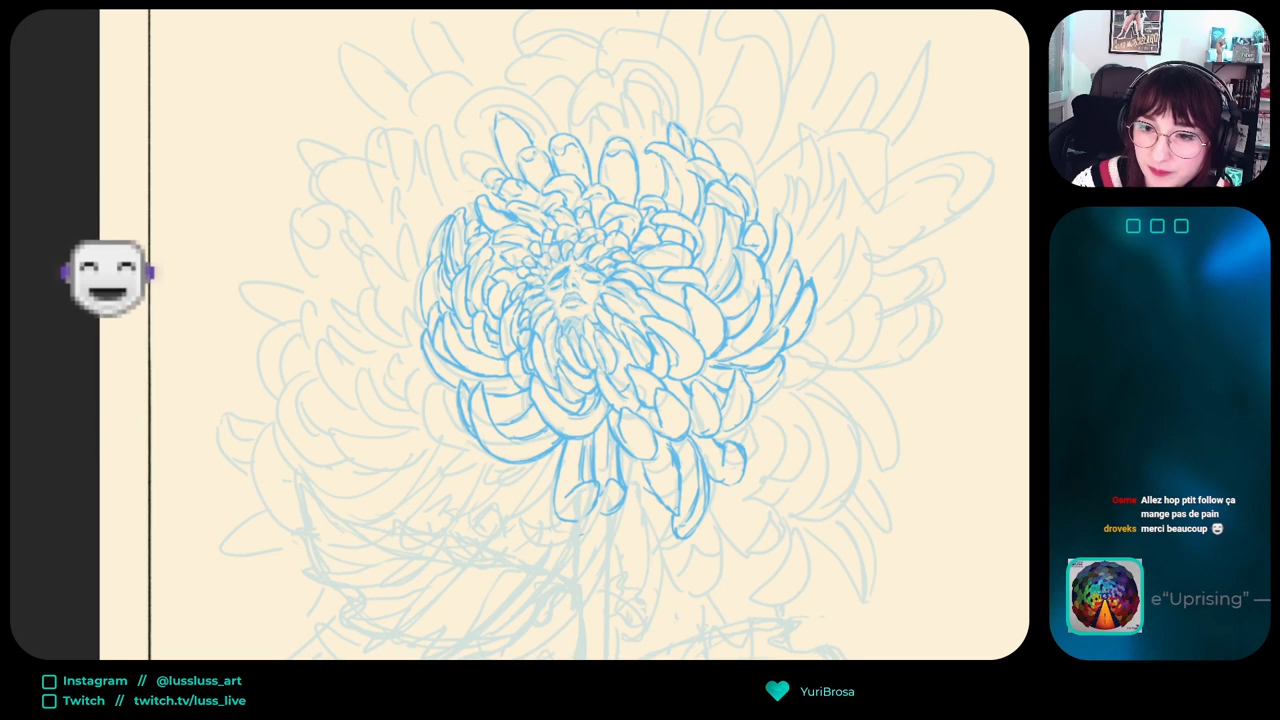 Osme Allez hop ptit follow ça
mange pas de pain
droveks merci beaucoup
e“Uprising” —
Instagram // @lussluss_art
Twitch // twitch.tv/luss_live
YuriBrosa